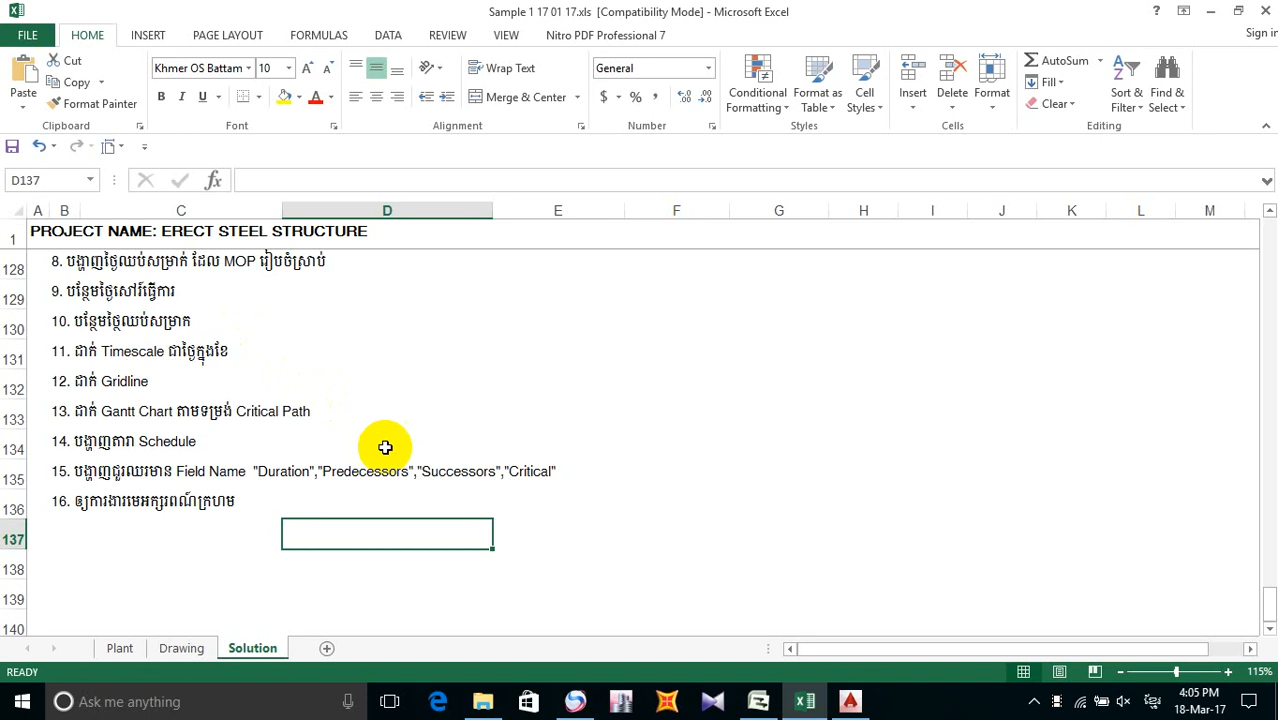 Sample 1 17 01 17.xls [Compatibility Mode] - Microsoft Excel
FILE HOME INSERT PAGE LAYOUT FORMULAS DATA REVIEW VIEW Nitro PDF Professional 7 Sign in
Paste Cut Copy Format Painter Clipboard
Khmer OS Battam 10 B I U A Font
Wrap Text Merge & Center Alignment
General $ % , Number
Conditional Formatting Format as Table Cell Styles Styles
Insert Delete Format Cells
AutoSum Fill Clear Sort & Filter Find & Select Editing
D137 fx
A B C D E F G H I J K L M
1 PROJECT NAME: ERECT STEEL STRUCTURE
128 8. បង្ហាញថ្ងៃឈប់សម្រាក់ ដែល MOP រៀបចំស្រាប់
129 9. បន្ថែមថ្ងៃសៅរ៍ធ្វើការ
130 10. បន្ថែមថ្ងៃឈប់សម្រាក
131 11. ដាក់ Timescale ជាថ្ងៃក្នុងខែ
132 12. ដាក់ Gridline
133 13. ដាក់ Gantt Chart តាមទម្រង់ Critical Path
134 14. បង្ហាញតារា Schedule
135 15. បង្ហាញជួរឈរមាន Field Name "Duration","Predecessors","Successors","Critical"
136 16. ឲ្យការងារមេអក្សរពណ៍ក្រហម
137
138
139
140
Plant Drawing Solution
READY 115%
Ask me anything 4:05 PM
18-Mar-17